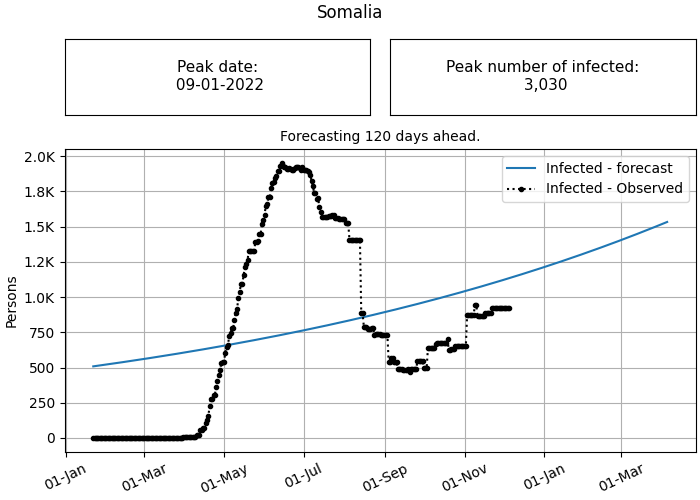 Somalia
Peak date:
09-01-2022
Peak number of infected:
3,030
Forecasting 120 days ahead.
Infected - forecast
Infected - Observed
2.0K
1.8K
1.5K
1.2K
1.0K
750
500
250
0
Persons
01-Jan
01-Mar
01-May
01-Jul
01-Sep
01-Nov
01-Jan
01-Mar